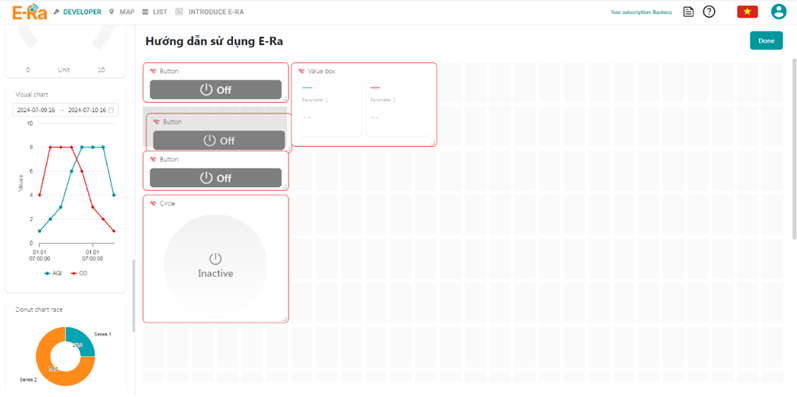 E-Ra DEVELOPER MAP LIST INTRODUCE E-RA Your subscription: Business
0 Unit 10
Hướng dẫn sử dụng E-Ra
Done
Visual chart
2024-07-09 16 → 2024-07-10 16
10
8
6
4
2
0
Values
01-01 01-01
07:00:00 07:00:00
AQI CO
Donut chart race
Series 1
Series 2
Button
Off
Button
Off
Button
Off
Circle
Inactive
Value box
Parameter 1 Parameter 2
-- --